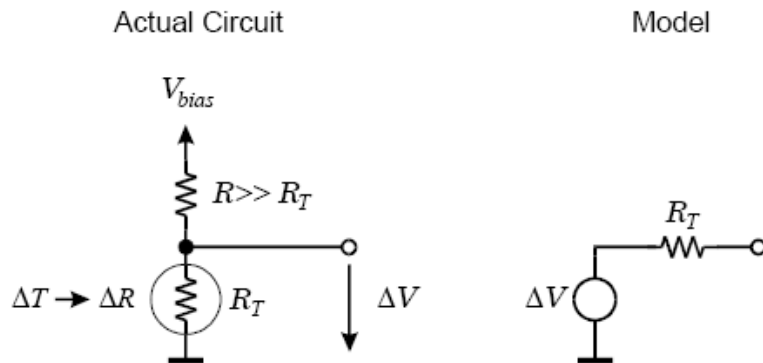 Actual Circuit
Model
V_bias
R>> R_T
R_T
ΔT → ΔR
R_T
ΔV
ΔV